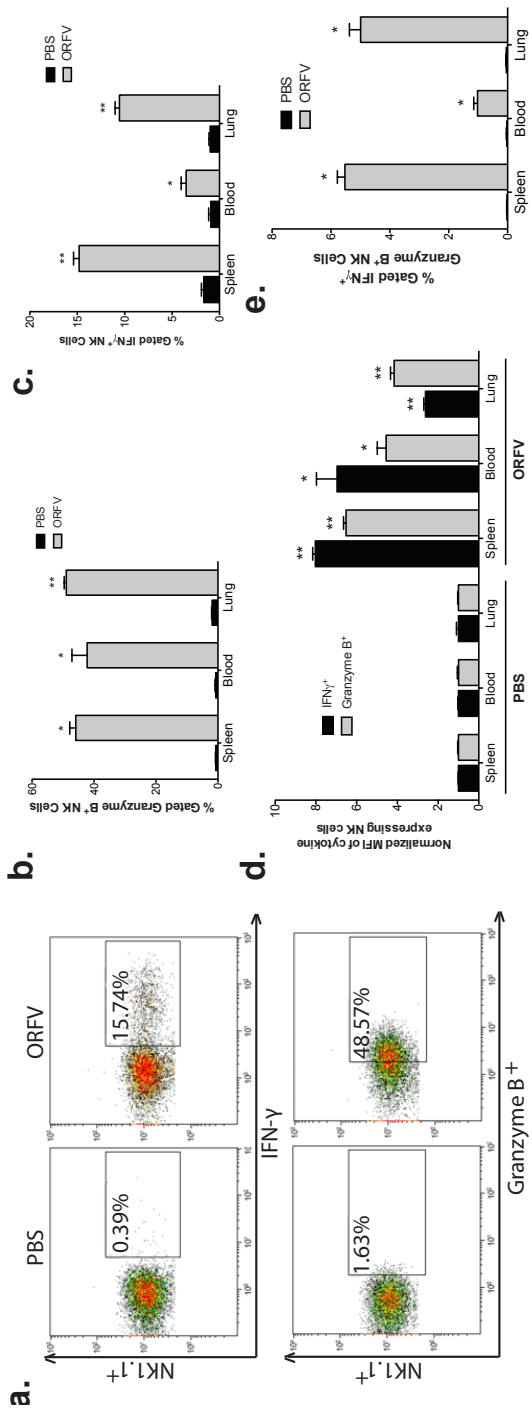 a.
PBS
ORFV
0.39%
15.74%
NK1.1⁺
IFN-γ
1.63%
48.57%
NK1.1⁺
Granzyme B⁺
b.
% Gated Granzyme B⁺ NK Cells
60
40
20
0
PBS
ORFV
*
*
**
Spleen Blood Lung
c.
% Gated IFNγ⁺ NK Cells
20
15
10
5
0
PBS
ORFV
**
*
**
Spleen Blood Lung
d.
Normalized MFI of cytokine
expressing NK cells
10
8
6
4
2
0
IFNγ⁺
Granzyme B⁺
** ** * * ** **
Spleen Blood Lung Spleen Blood Lung
PBS ORFV
e.
% Gated IFNγ⁺
Granzyme B⁺ NK Cells
8
6
4
2
0
PBS
ORFV
*
*
*
Spleen Blood Lung